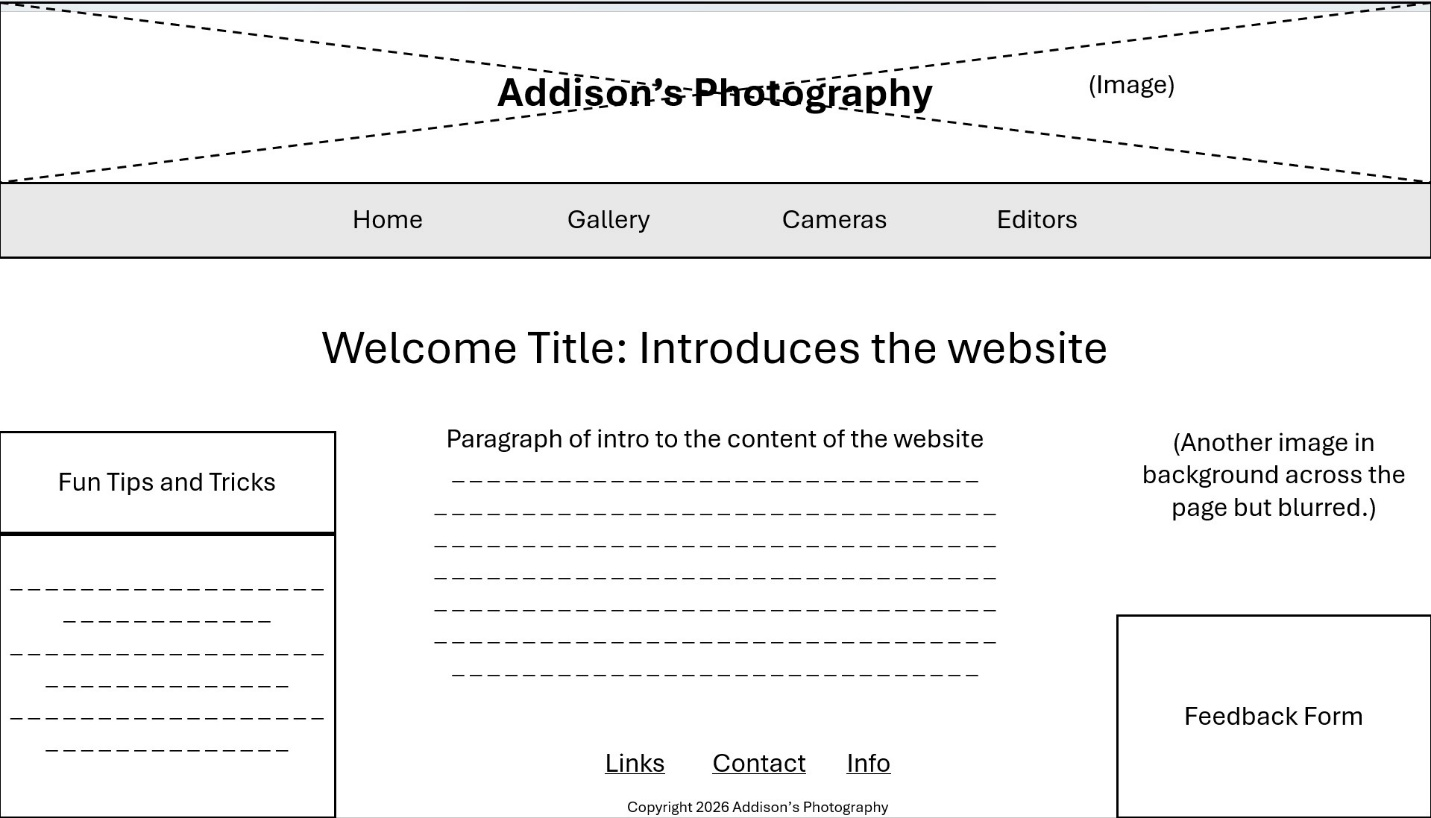 Addison’s Photography
(Image)
Home Gallery Cameras Editors
Welcome Title: Introduces the website
Fun Tips and Tricks
Paragraph of intro to the content of the website
(Another image in
background across the
page but blurred.)
Feedback Form
Links Contact Info
Copyright 2026 Addison’s Photography